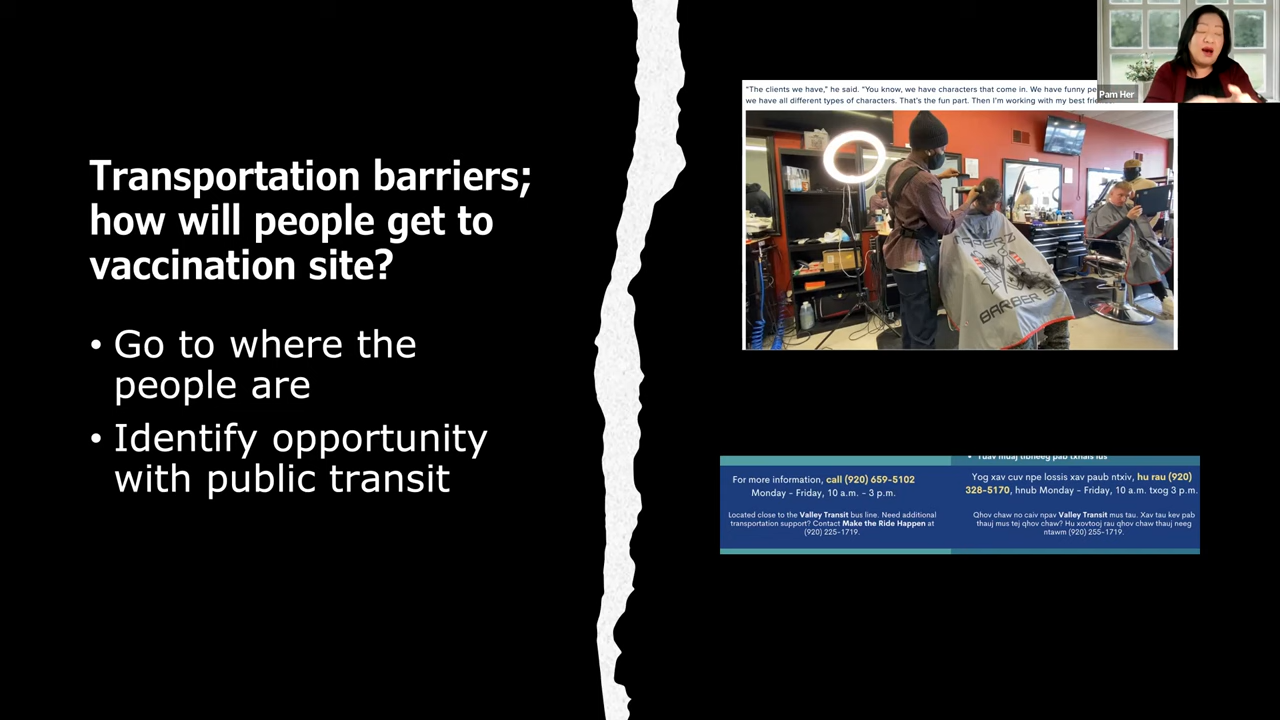 Transportation barriers;
how will people get to
vaccination site?
• Go to where the
people are
• Identify opportunity
with public transit
"The clients we have," he said. "You know, we have characters that come in. We have funny pe
we have all different types of characters. That's the fun part. Then I'm working with my best fri
Pam Her
TAPERZ
BARBER
For more information, call (920) 659-5102
Monday - Friday, 10 a.m. - 3 p.m.
Located close to the Valley Transit bus line. Need additional
transportation support? Contact Make the Ride Happen at
(920) 225-1719.
Yog xav cuv npe lossis xav paub ntxiv, hu rau (920)
328-5170, hnub Monday - Friday, 10 a.m. txog 3 p.m.
Qhov chaw no caiv npav Valley Transit mus tau. Xav tau kev pab
thauj mus tej qhov chaw? Hu xovtooj rau qhov chaw thauj neeg
ntawm (920) 255-1719.